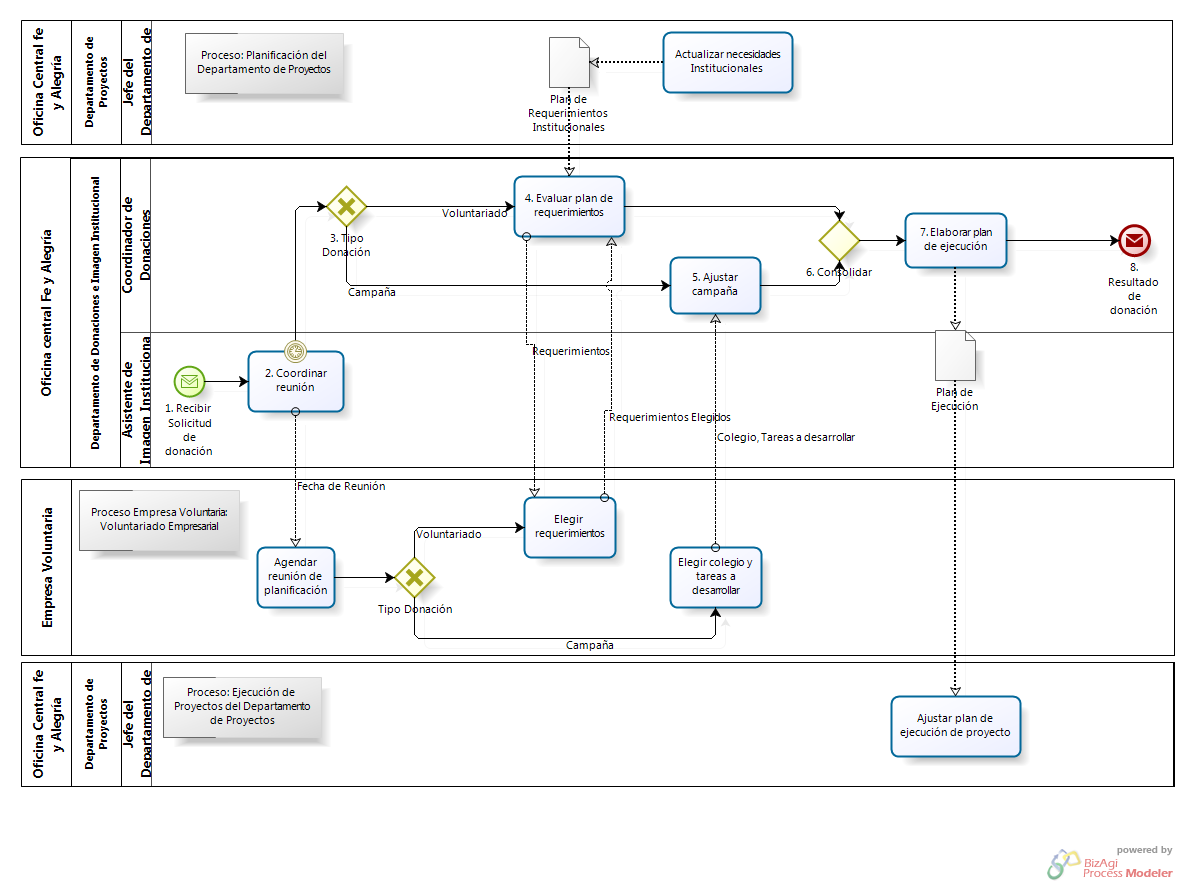 Oficina Central fe
y Alegría
Departamento de
Proyectos
Jefe del
Departamento de
Proceso: Planificación del
Departamento de Proyectos
Plan de
Requerimientos
Institucionales
Actualizar necesidades
Institucionales
Oficina central Fe y Alegría
Departamento de Donaciones e Imagen Institucional
Coordinador de
Donaciones
3. Tipo
Donación
Voluntariado
Campaña
4. Evaluar plan de
requerimientos
5. Ajustar
campaña
6. Consolidar
7. Elaborar plan
de ejecución
8.
Resultado
de
donación
Asistente de
Imagen Instituciona
1. Recibir
Solicitud
de
donación
2. Coordinar
reunión
Requerimientos
Requerimientos Elegidos
Colegio, Tareas a desarrollar
Plan de
Ejecución
Fecha de Reunión
Empresa Voluntaria
Proceso Empresa Voluntaria:
Voluntariado Empresarial
Agendar
reunión de
planificación
Tipo Donación
Voluntariado
Campaña
Elegir
requerimientos
Elegir colegio y
tareas a
desarrollar
Oficina Central fe
y Alegría
Departamento de
Proyectos
Jefe del
Departamento de
Proceso: Ejecución de
Proyectos del Departamento
de Proyectos
Ajustar plan de
ejecución de proyecto
powered by
BizAgi
Process Modeler